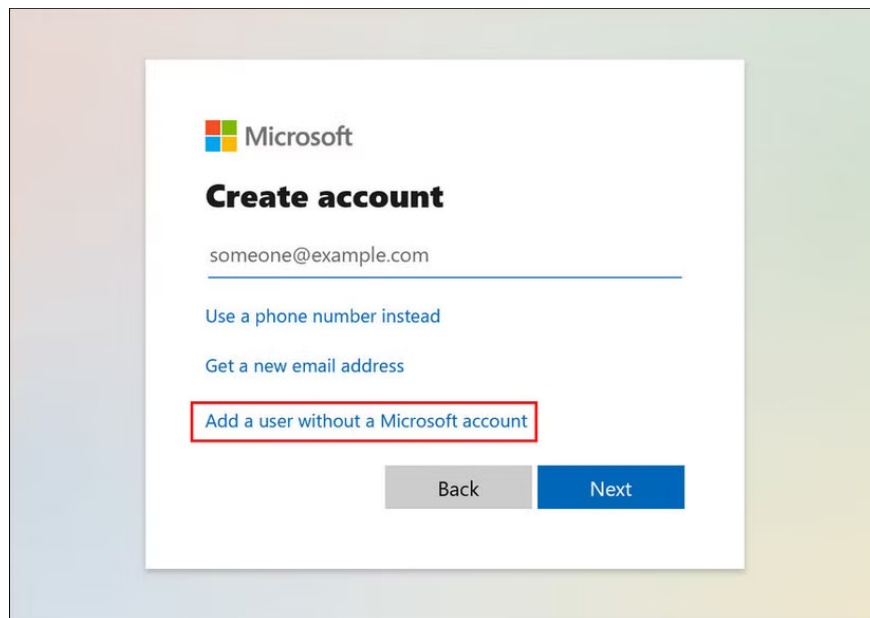 Microsoft
Create account
someone@example.com
Use a phone number instead
Get a new email address
Add a user without a Microsoft account
Back
Next